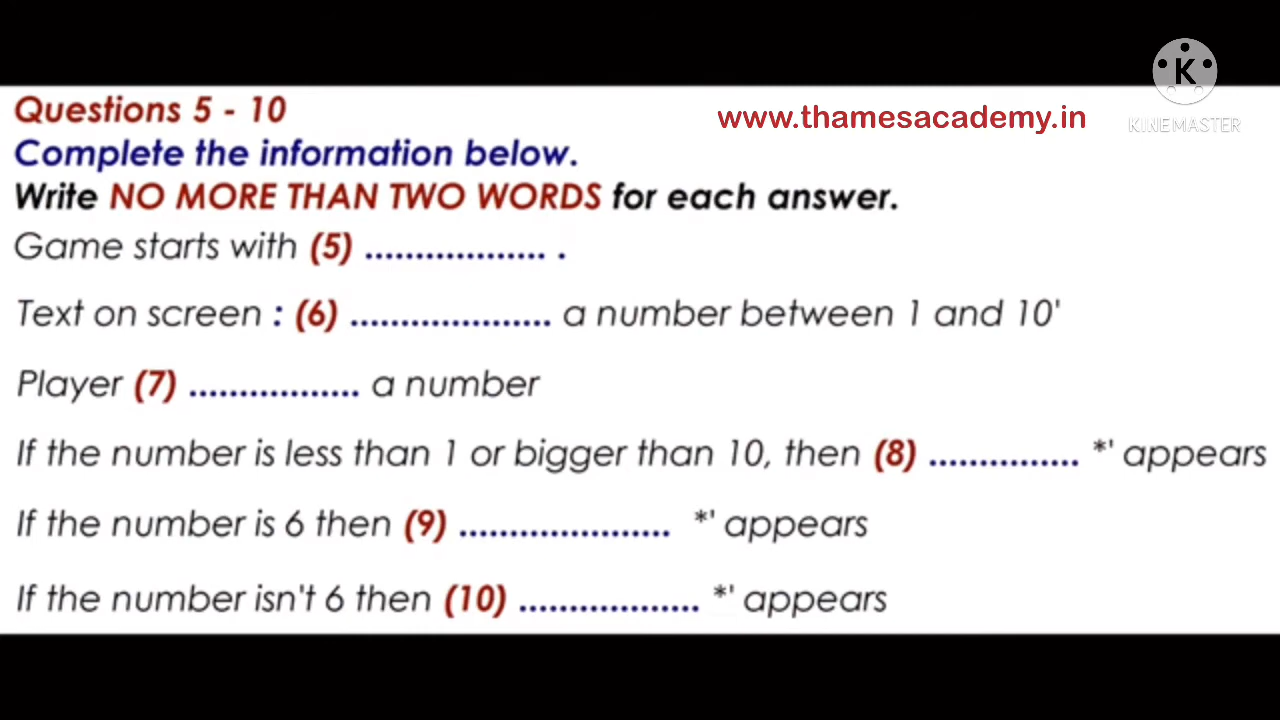 Questions 5 - 10
www.thamesacademy.in
K
KINEMASTER
Complete the information below.
Write NO MORE THAN TWO WORDS for each answer.
Game starts with (5) .................. .
Text on screen : (6) .................... a number between 1 and 10'
Player (7) ................. a number
If the number is less than 1 or bigger than 10, then (8) ............... *' appears
If the number is 6 then (9) ..................... *' appears
If the number isn't 6 then (10) .................. *' appears